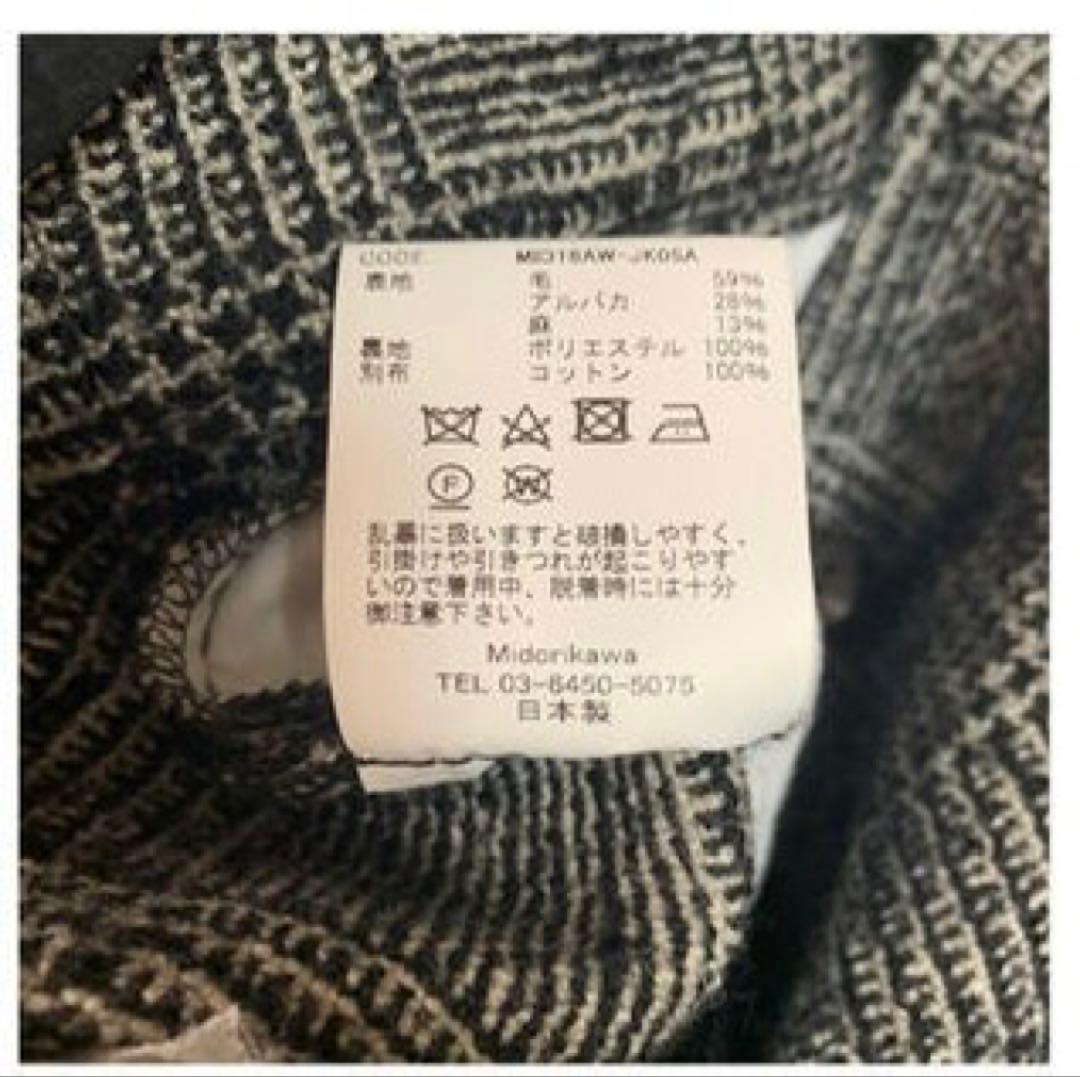 CODE MID18AW-JK05A
表地 毛 59%
アルパカ 28%
麻 13%
裏地 ポリエステル 100%
別布 コットン 100%
F W
乱暴に扱いますと破損しやすく、
引掛けや引きつれが起こりやす
いので着用中、脱着時には十分
御注意下さい。
Midorikawa
TEL 03-6450-5075
日本製